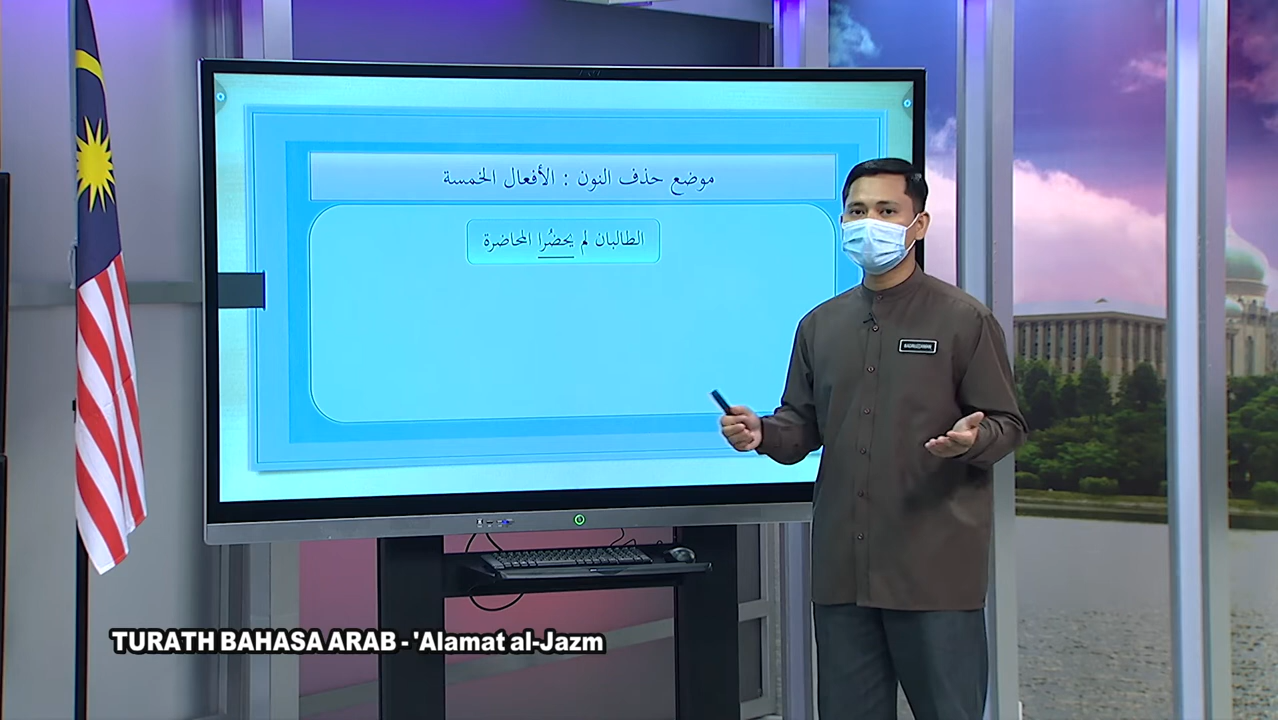 موضع حذف النون : الأفعال الخمسة
الطالبان لم يحضُرا المحاضرة
TURATH BAHASA ARAB - 'Alamat al-Jazm